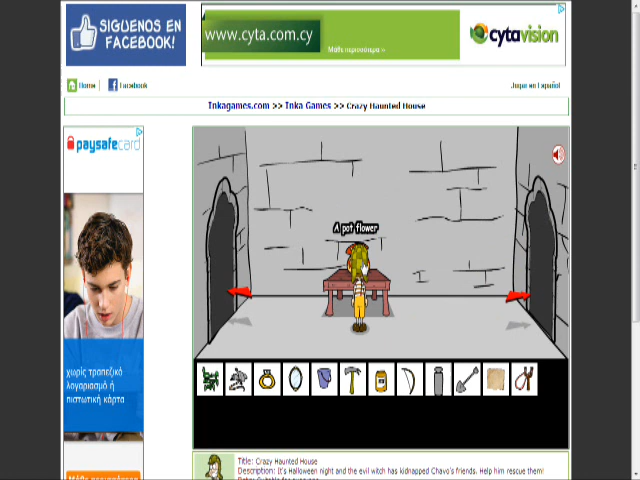 SIGUENOS EN
FACEBOOK!
www.cyta.com.cy
Μάθε περισσότερα »
cytavision
Home
Facebook
Juega en Español
Inkagames.com >> Inka Games >> Crazy Haunted House
paysafecard
A pot flower
χωρίς τραπεζικό
λογαριασμό ή
πιστωτική κάρτα
Title: Crazy Haunted House
Description: It's Halloween night and the evil witch has kidnapped Chavo's friends. Help him rescue them!